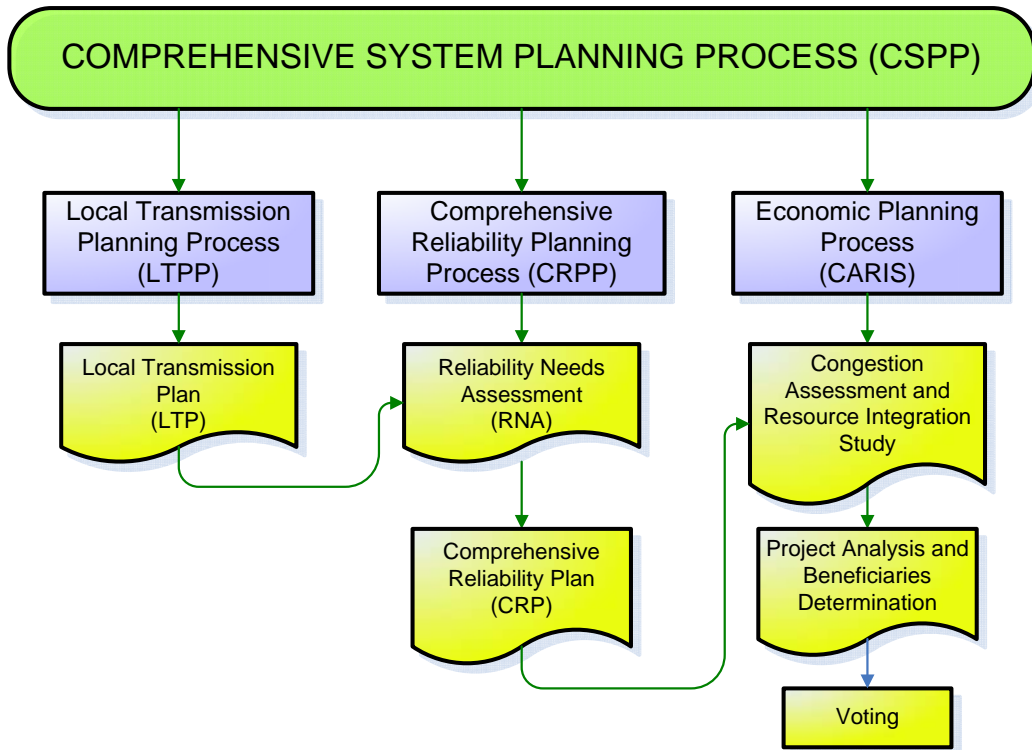 COMPREHENSIVE SYSTEM PLANNING PROCESS (CSPP)
Local Transmission
Planning Process
(LTPP)
Comprehensive
Reliability Planning
Process (CRPP)
Economic Planning
Process
(CARIS)
Local Transmission
Plan
(LTP)
Reliability Needs
Assessment
(RNA)
Congestion
Assessment and
Resource Integration
Study
Comprehensive
Reliability Plan
(CRP)
Project Analysis and
Beneficiaries
Determination
Voting